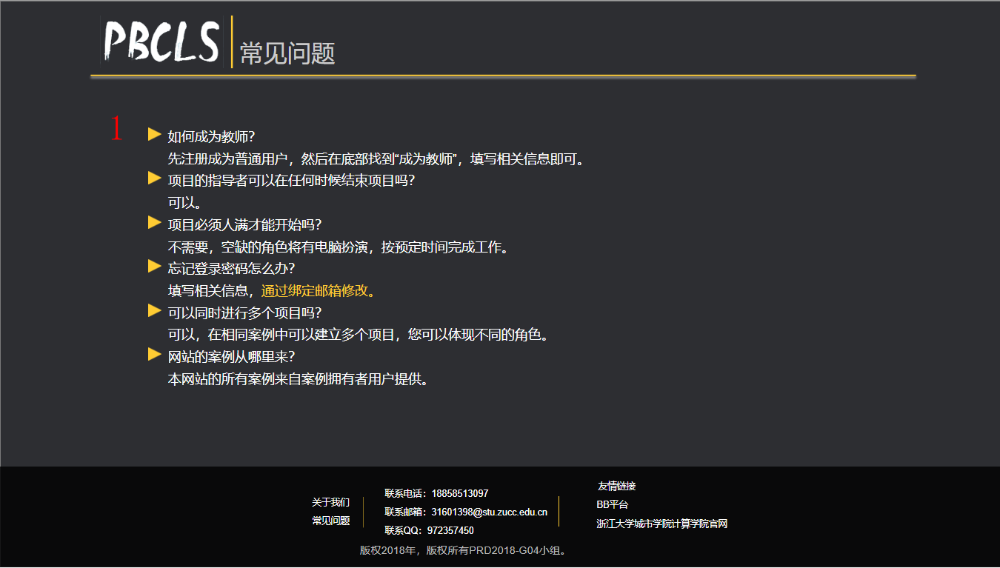 PBCLS
常见问题
1
如何成为教师？
先注册成为普通用户，然后在底部找到“成为教师”，填写相关信息即可。
项目的指导者可以在任何时候结束项目吗？
可以。
项目必须人满才能开始吗？
不需要，空缺的角色将有电脑扮演，按预定时间完成工作。
忘记登录密码怎么办？
填写相关信息，通过绑定邮箱修改。
可以同时进行多个项目吗？
可以，在相同案例中可以建立多个项目，您可以体现不同的角色。
网站的案例从哪里来？
本网站的所有案例来自案例拥有者用户提供。
关于我们
常见问题
联系电话：18858513097
联系邮箱：31601398@stu.zucc.edu.cn
联系QQ：972357450
友情链接
BB平台
浙江大学城市学院计算学院官网
版权2018年，版权所有PRD2018-G04小组。